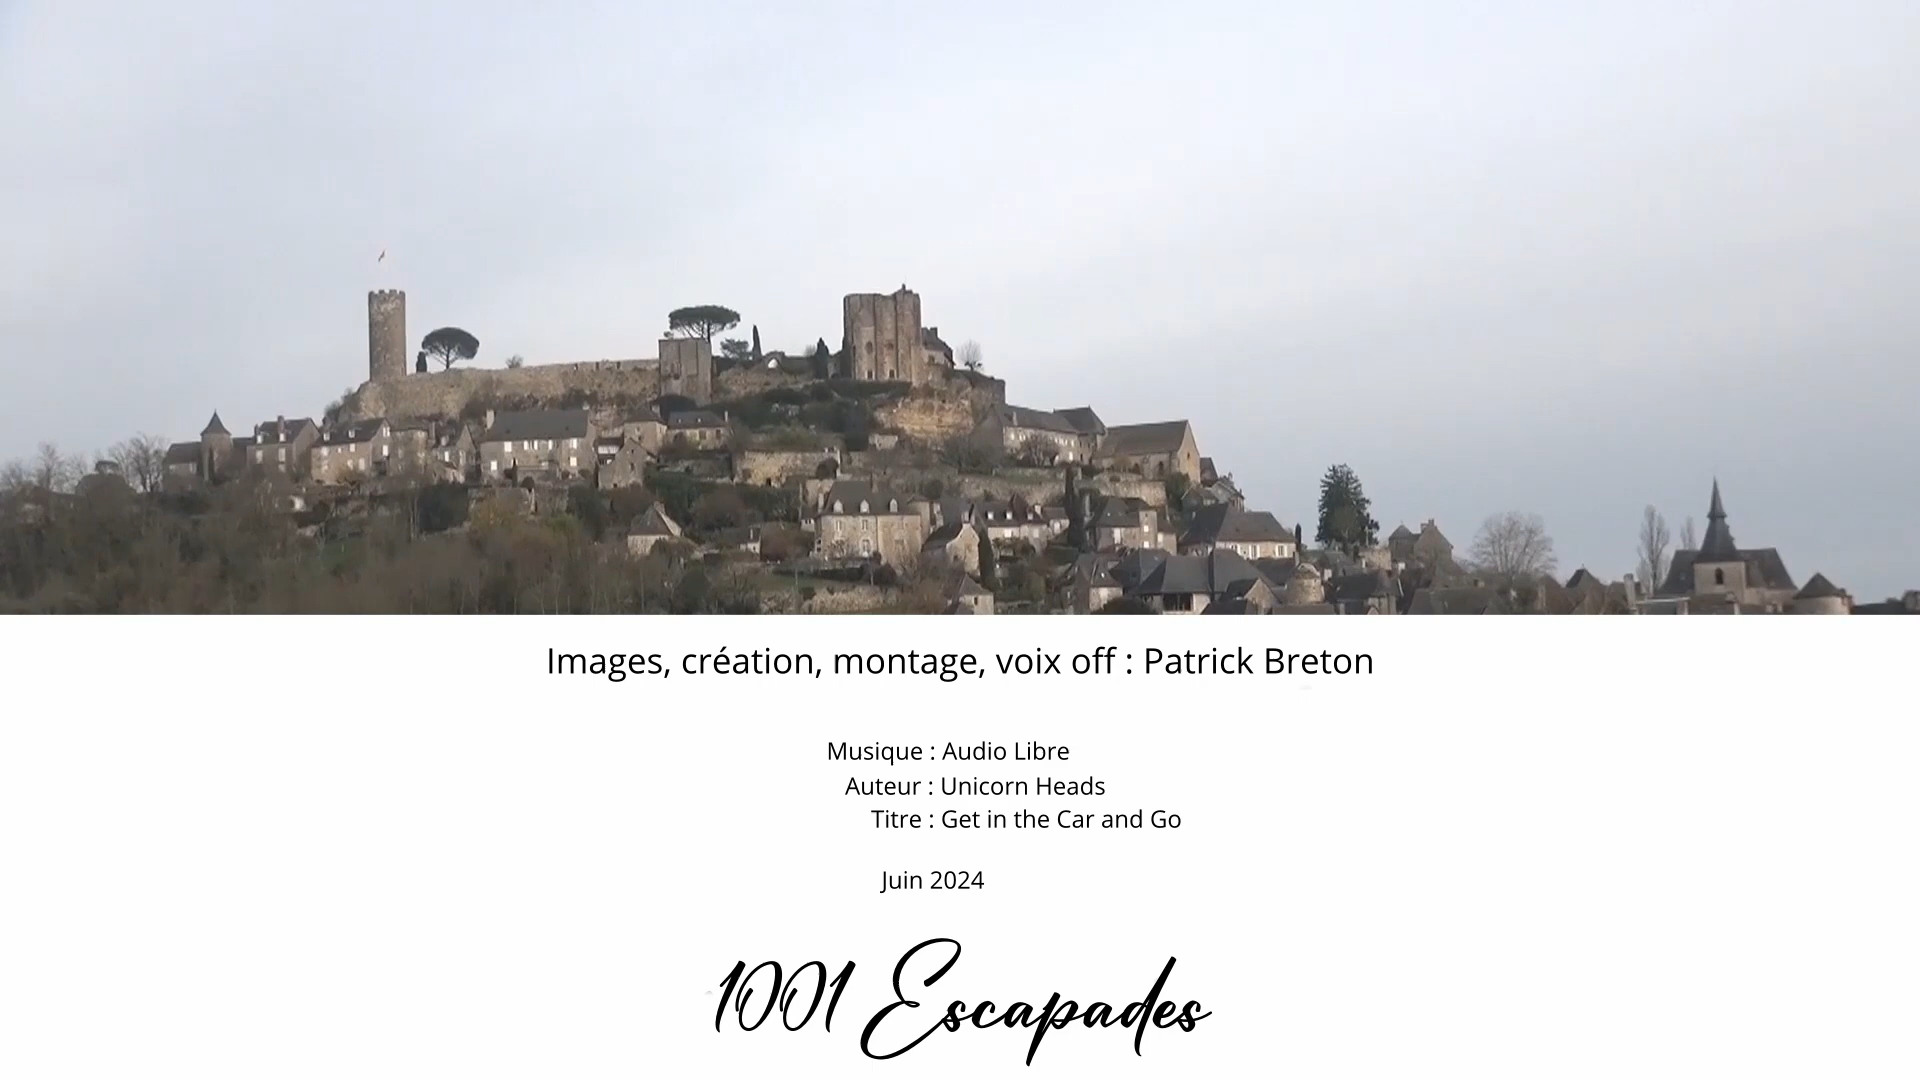 Images, création, montage, voix off : Patrick Breton
Musique : Audio Libre
Auteur : Unicorn Heads
Titre : Get in the Car and Go
Juin 2024
1001 Escapades